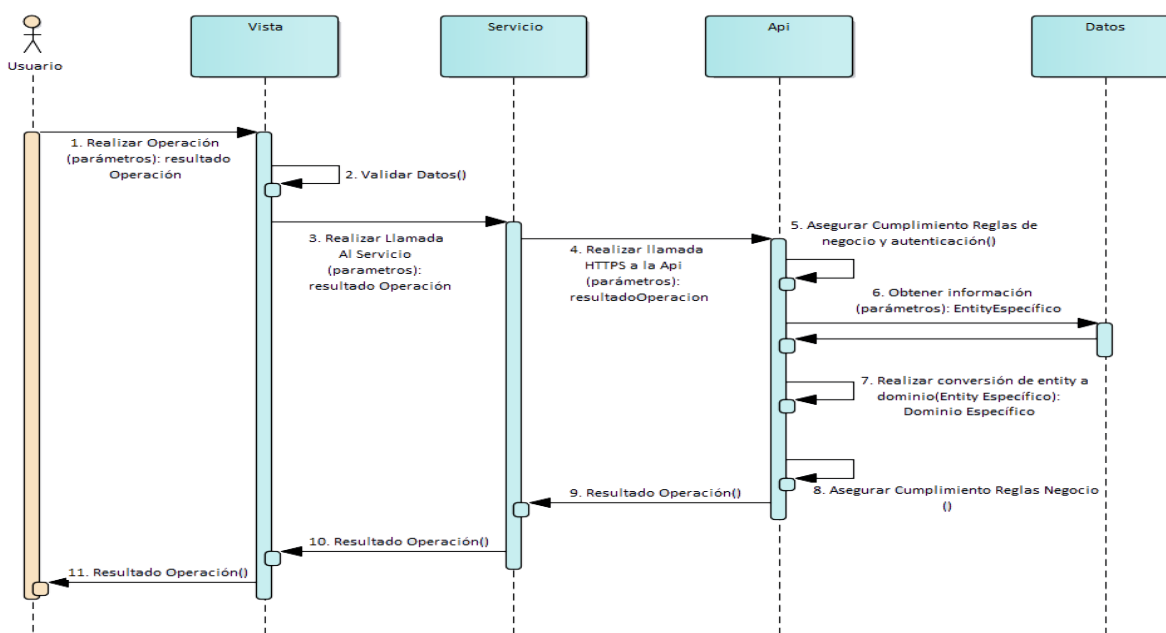 Vista
Servicio
Api
Datos
Usuario
1. Realizar Operación
(parámetros): resultado
Operación
2. Validar Datos()
3. Realizar Llamada
Al Servicio
(parametros):
resultado Operación
4. Realizar llamada
HTTPS a la Api
(parámetros):
resultadoOperacion
5. Asegurar Cumplimiento Reglas de
negocio y autenticación()
6. Obtener información
(parámetros): EntityEspecífico
7. Realizar conversión de entity a
dominio(Entity Específico):
Dominio Específico
8. Asegurar Cumplimiento Reglas Negocio
()
9. Resultado Operación()
10. Resultado Operación()
11. Resultado Operación()